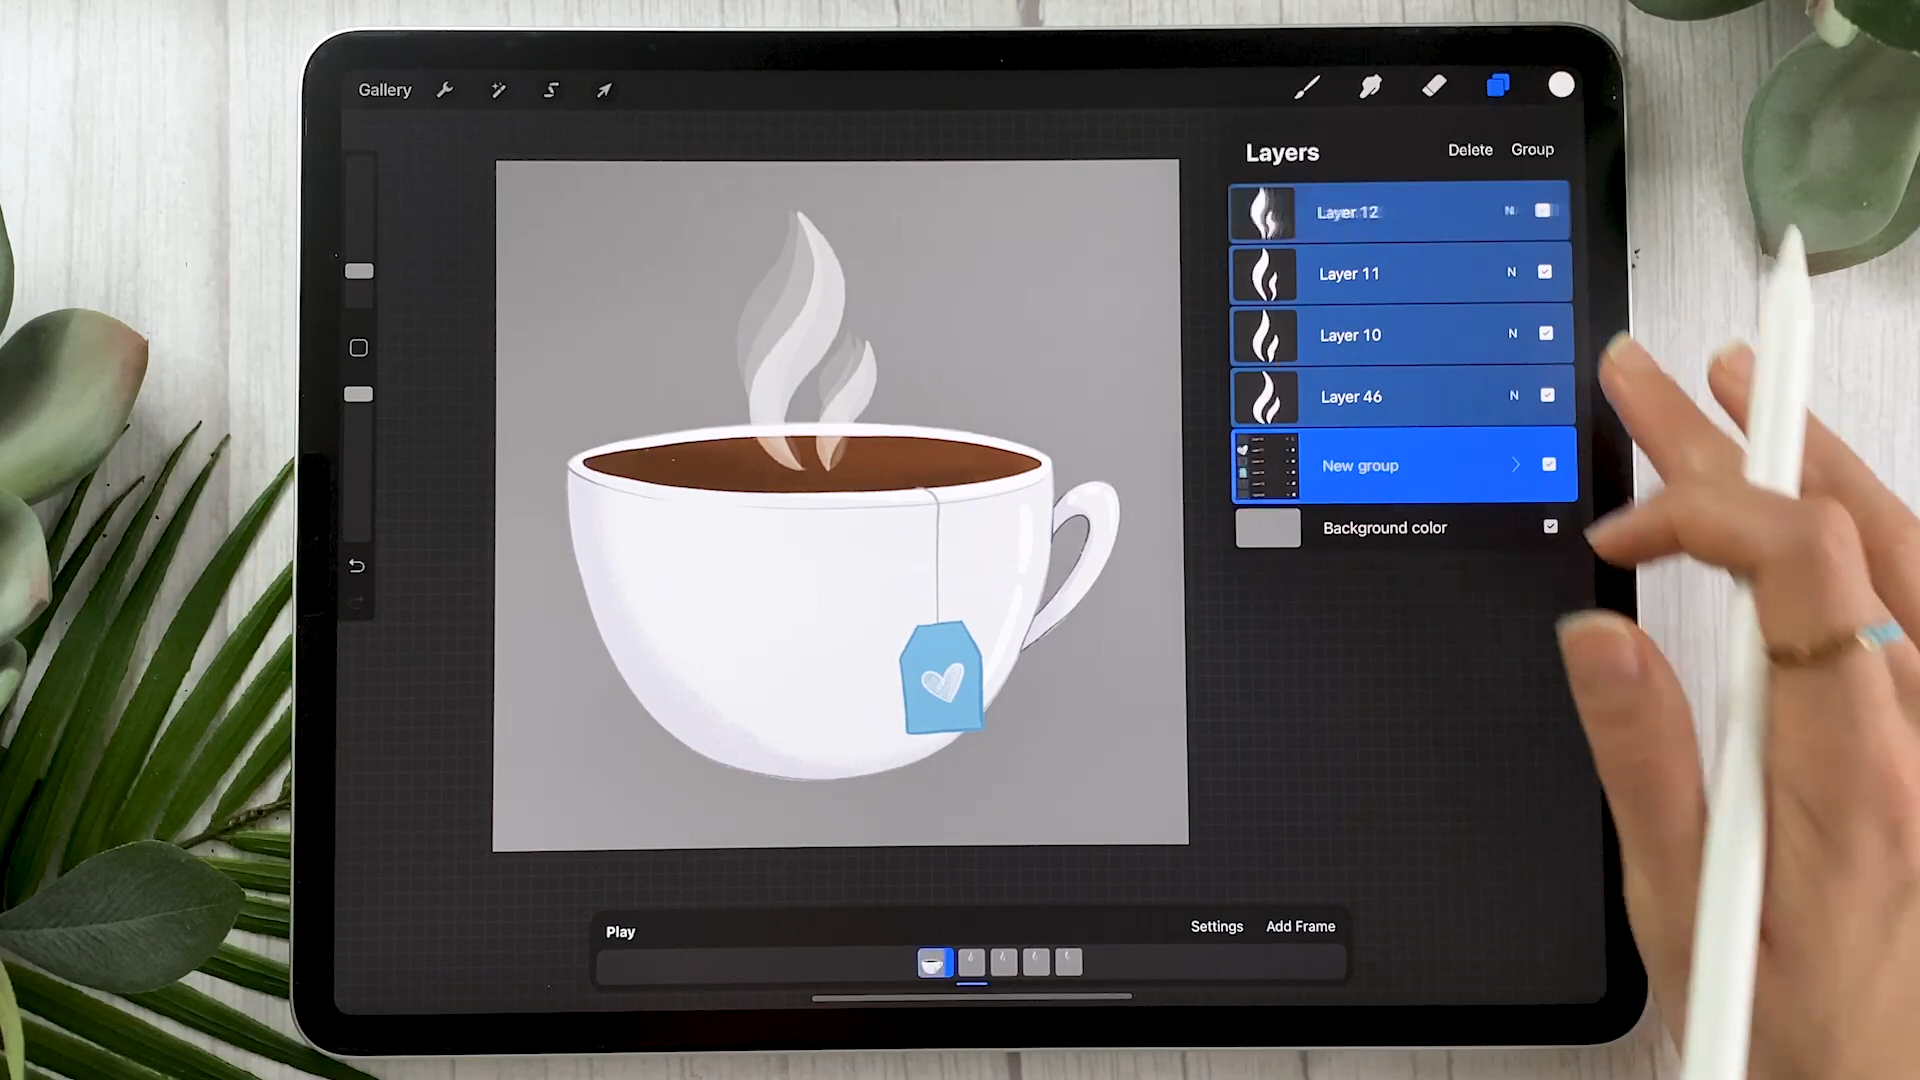 Gallery
Layers
Delete Group
Layer 12 N
Layer 11 N
Layer 10 N
Layer 46 N
New group
Background color
Play
Settings Add Frame